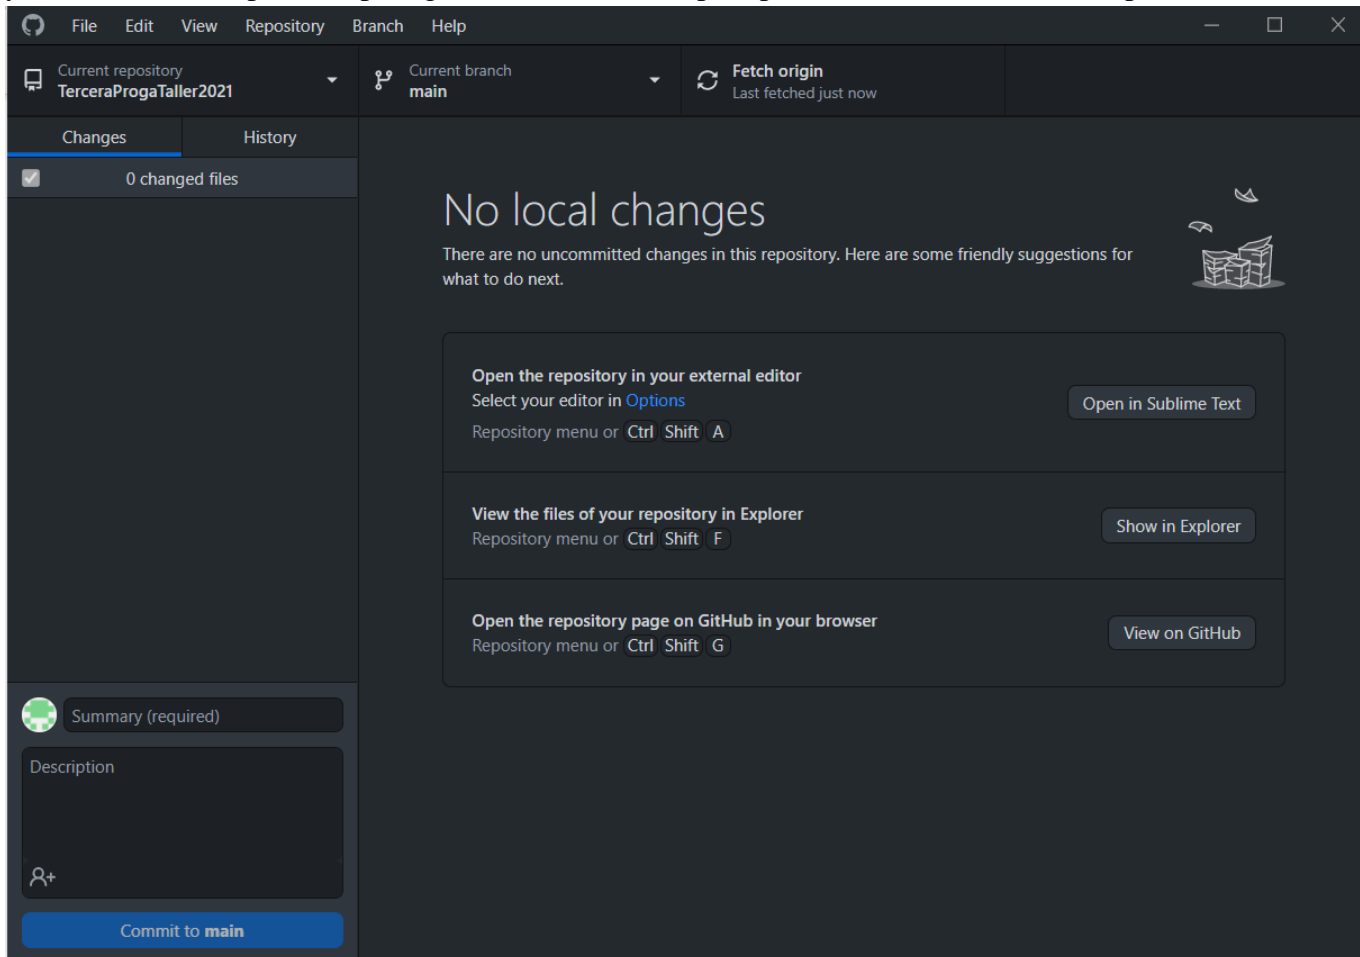 File Edit View Repository Branch Help
Current repository
TerceraProgaTaller2021
Current branch
main
Fetch origin
Last fetched just now
Changes History
0 changed files
No local changes
There are no uncommitted changes in this repository. Here are some friendly suggestions for
what to do next.
Open the repository in your external editor
Select your editor in Options
Repository menu or Ctrl Shift A
Open in Sublime Text
View the files of your repository in Explorer
Repository menu or Ctrl Shift F
Show in Explorer
Open the repository page on GitHub in your browser
Repository menu or Ctrl Shift G
View on GitHub
Summary (required)
Description
Commit to main